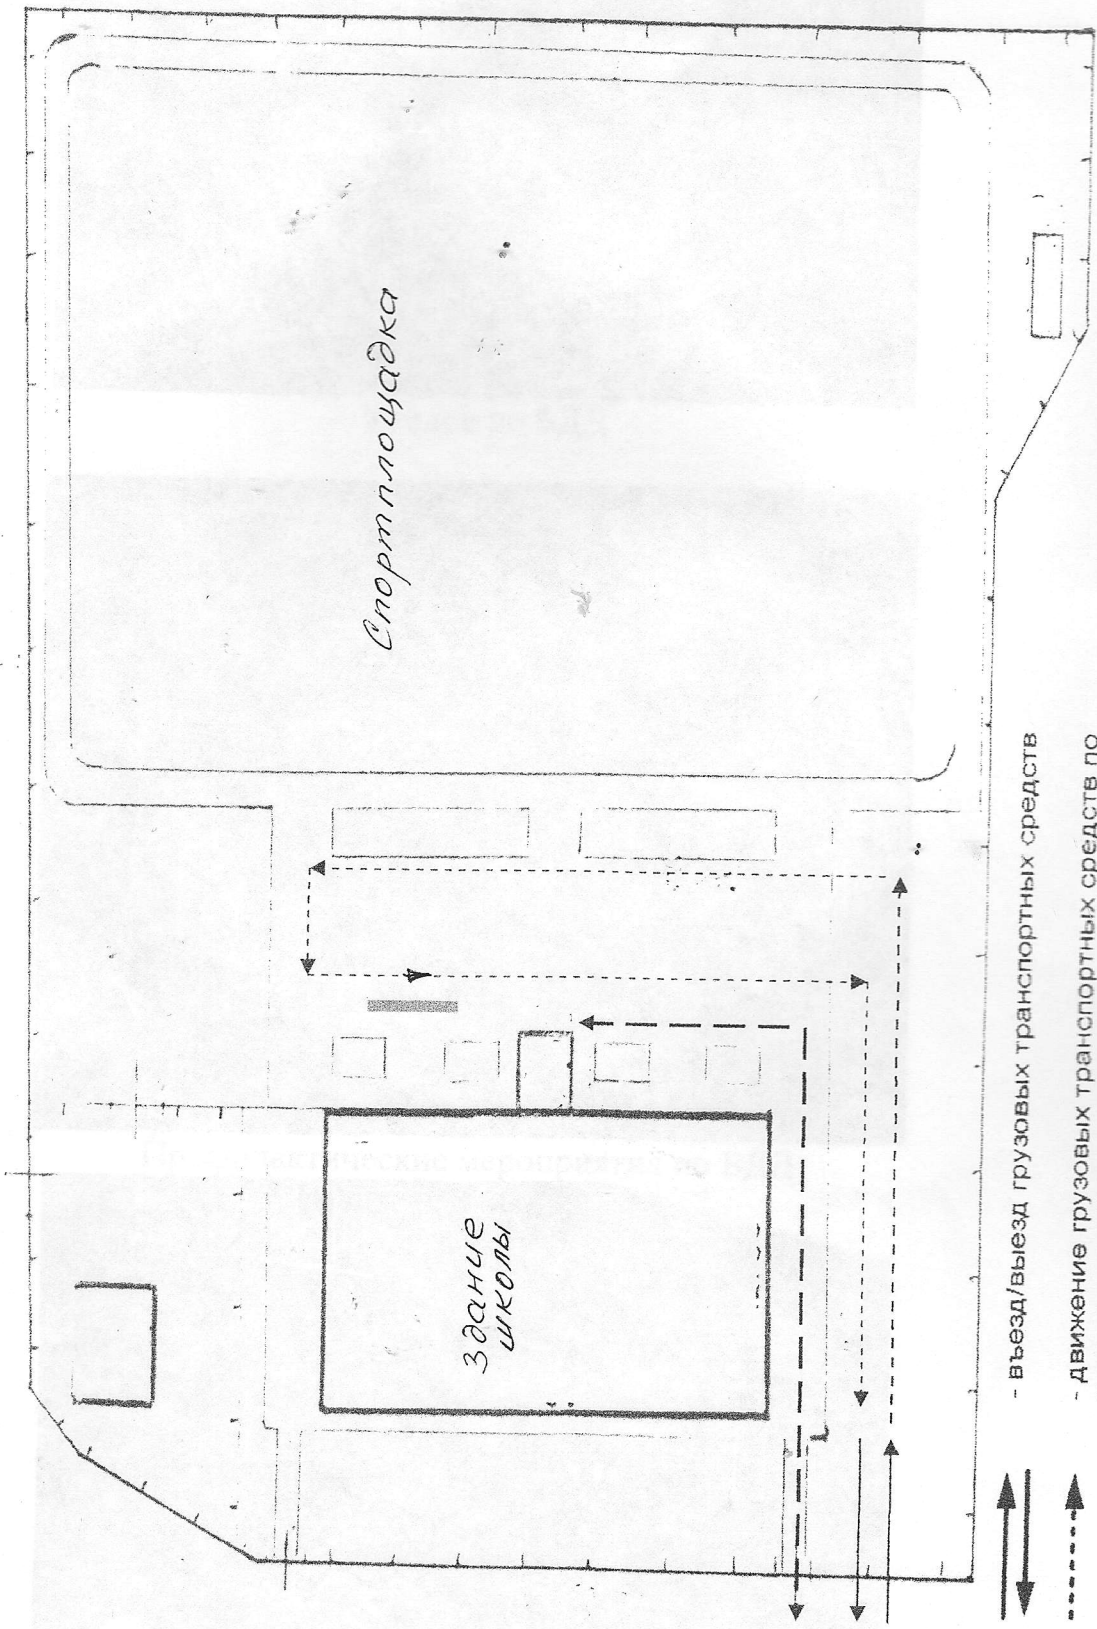 Спортплощадка
Здание
школы
- въезд/выезд грузовых транспортных средств
- движение грузовых транспортных средств по